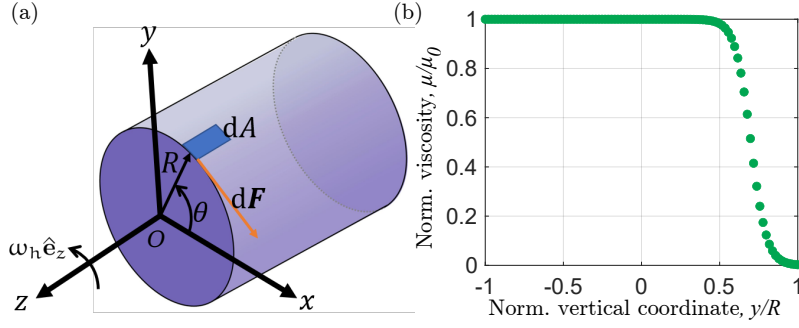 (a)
y
dA
R
dF
θ
O
ω_h ê_z
z
x
(b)
Norm. viscosity, μ/μ₀
1
0.8
0.6
0.4
0.2
0
-1
-0.5
0
0.5
1
Norm. vertical coordinate, y/R